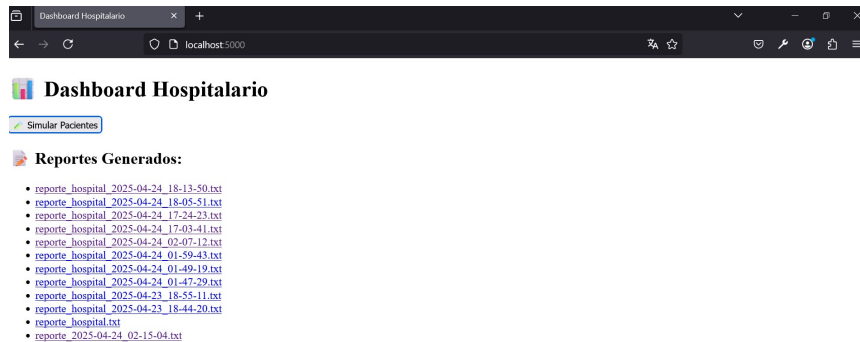 Dashboard Hospitalario
localhost:5000
Dashboard Hospitalario
Simular Pacientes
Reportes Generados:
reporte_hospital_2025-04-24_18-13-50.txt
reporte_hospital_2025-04-24_18-05-51.txt
reporte_hospital_2025-04-24_17-24-23.txt
reporte_hospital_2025-04-24_17-03-41.txt
reporte_hospital_2025-04-24_02-07-12.txt
reporte_hospital_2025-04-24_01-59-43.txt
reporte_hospital_2025-04-24_01-49-19.txt
reporte_hospital_2025-04-24_01-47-29.txt
reporte_hospital_2025-04-23_18-55-11.txt
reporte_hospital_2025-04-23_18-44-20.txt
reporte_hospital.txt
reporte_2025-04-24_02-15-04.txt